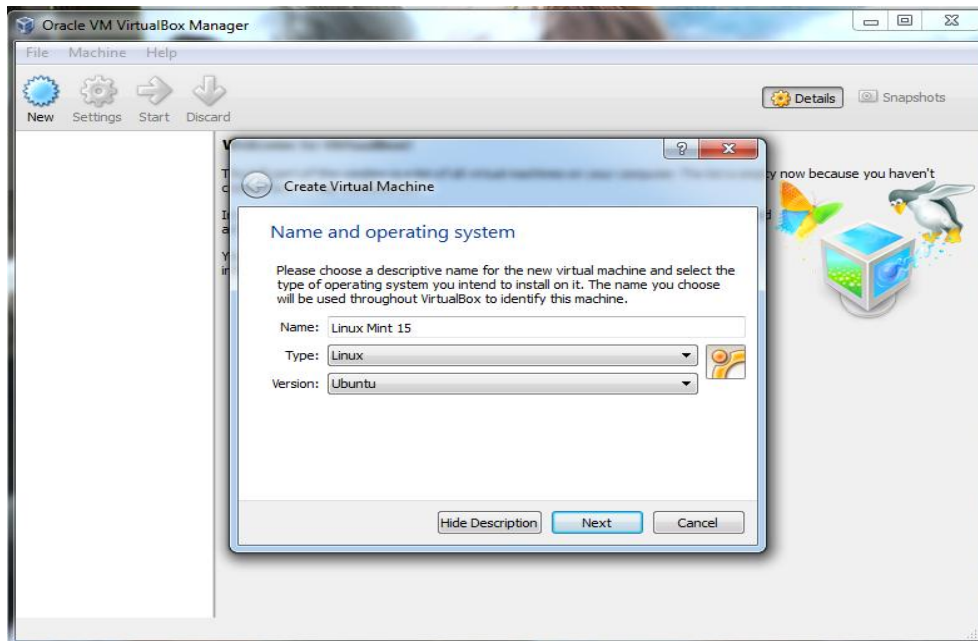 Oracle VM VirtualBox Manager
File Machine Help
New Settings Start Discard
Details Snapshots
y now because you haven't
Create Virtual Machine
Name and operating system
Please choose a descriptive name for the new virtual machine and select the
type of operating system you intend to install on it. The name you choose
will be used throughout VirtualBox to identify this machine.
Name: Linux Mint 15
Type: Linux
Version: Ubuntu
Hide Description Next Cancel